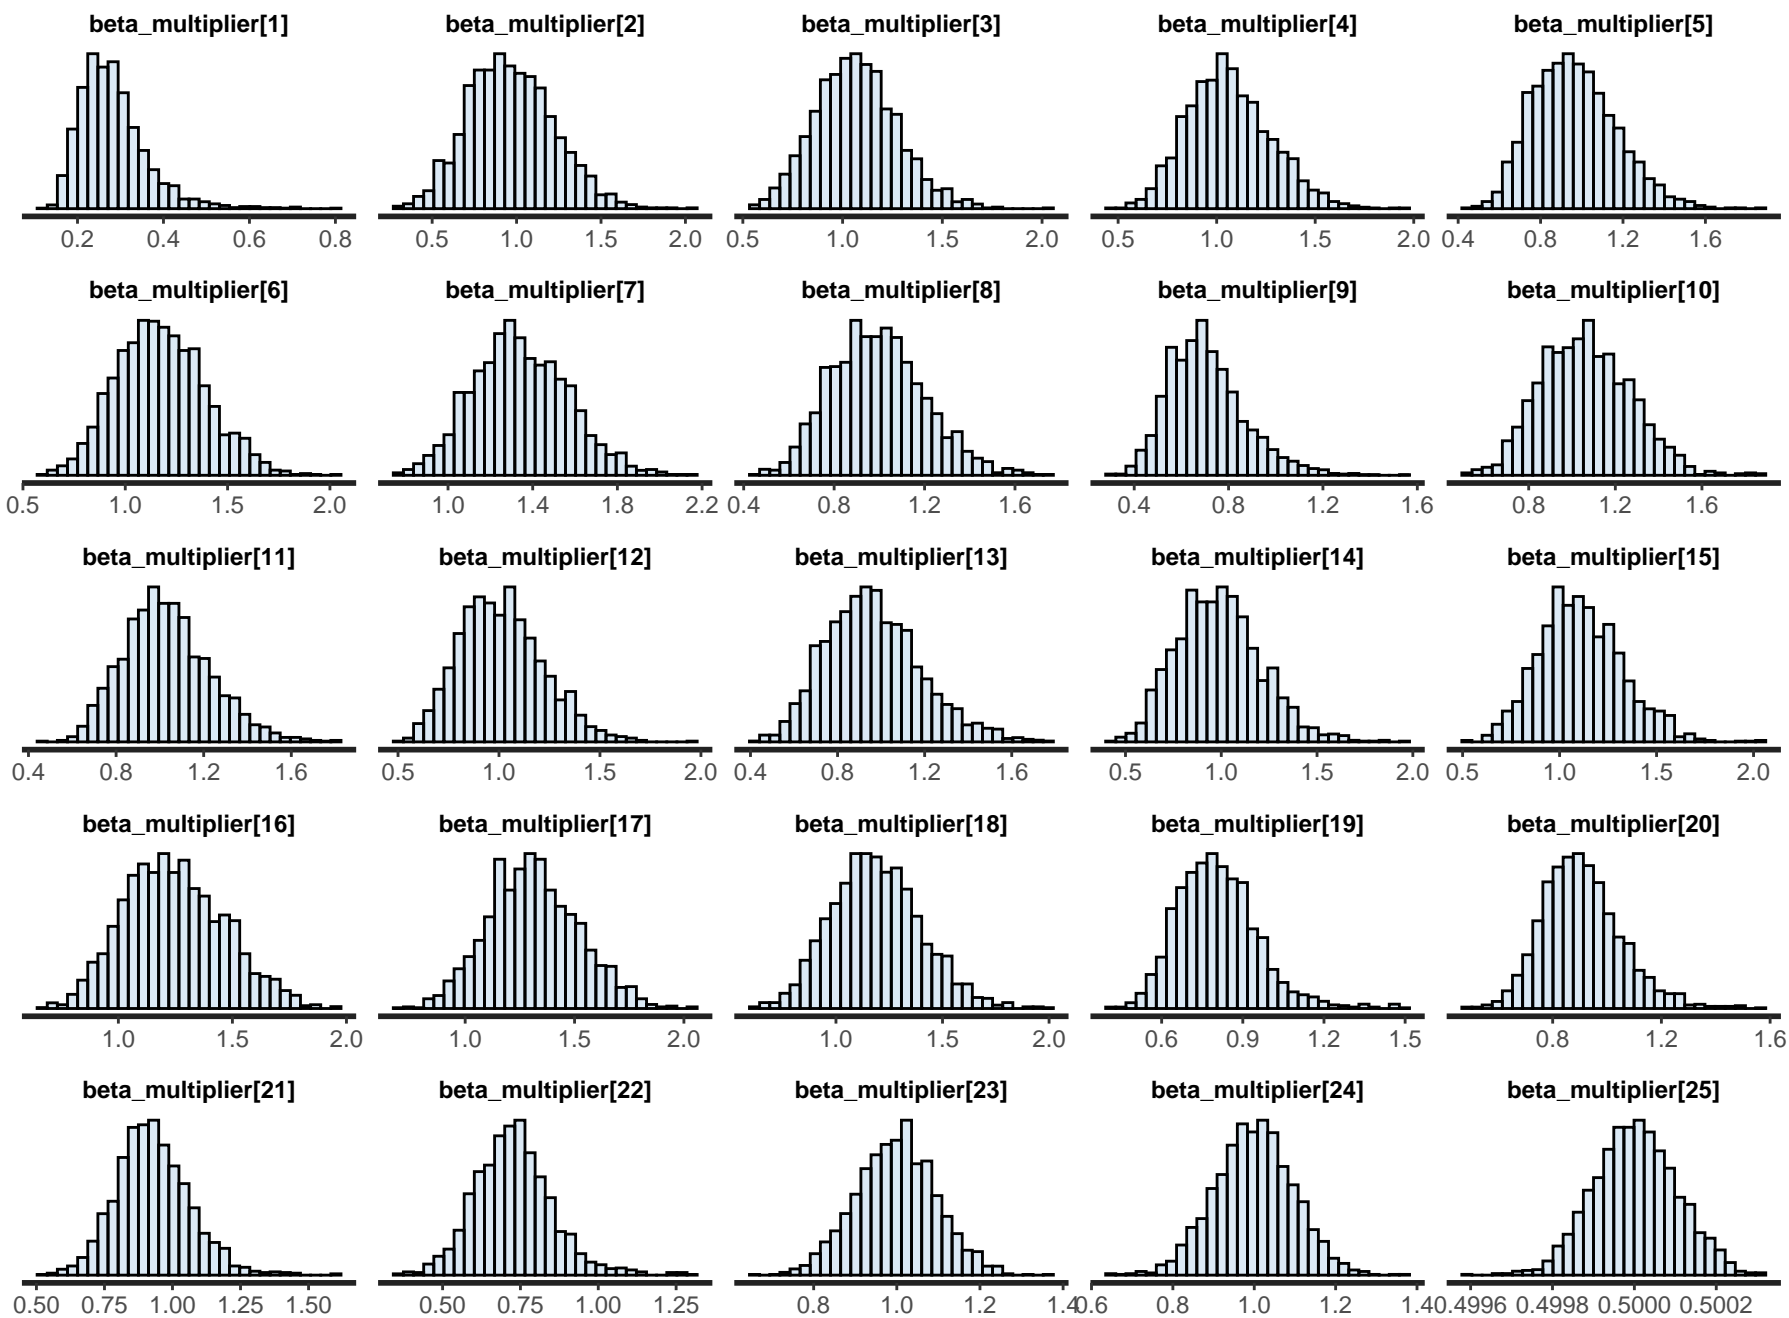 beta_multiplier[1] beta_multiplier[2] beta_multiplier[3] beta_multiplier[4] beta_multiplier[5]
0.2 0.4 0.6 0.8 0.5 1.0 1.5 2.0 0.5 1.0 1.5 2.0 0.5 1.0 1.5 2.0 0.4 0.8 1.2 1.6
beta_multiplier[6] beta_multiplier[7] beta_multiplier[8] beta_multiplier[9] beta_multiplier[10]
0.5 1.0 1.5 2.0 1.0 1.4 1.8 2.2 0.4 0.8 1.2 1.6 0.4 0.8 1.2 1.6 0.8 1.2 1.6
beta_multiplier[11] beta_multiplier[12] beta_multiplier[13] beta_multiplier[14] beta_multiplier[15]
0.4 0.8 1.2 1.6 0.5 1.0 1.5 2.0 0.4 0.8 1.2 1.6 0.5 1.0 1.5 2.0 0.5 1.0 1.5 2.0
beta_multiplier[16] beta_multiplier[17] beta_multiplier[18] beta_multiplier[19] beta_multiplier[20]
1.0 1.5 2.0 1.0 1.5 2.0 1.0 1.5 2.0 0.6 0.9 1.2 1.5 0.8 1.2 1.6
beta_multiplier[21] beta_multiplier[22] beta_multiplier[23] beta_multiplier[24] beta_multiplier[25]
0.50 0.75 1.00 1.25 1.50 0.50 0.75 1.00 1.25 0.8 1.0 1.2 1.4 0.6 0.8 1.0 1.2 1.4 0.4996 0.4998 0.5000 0.5002